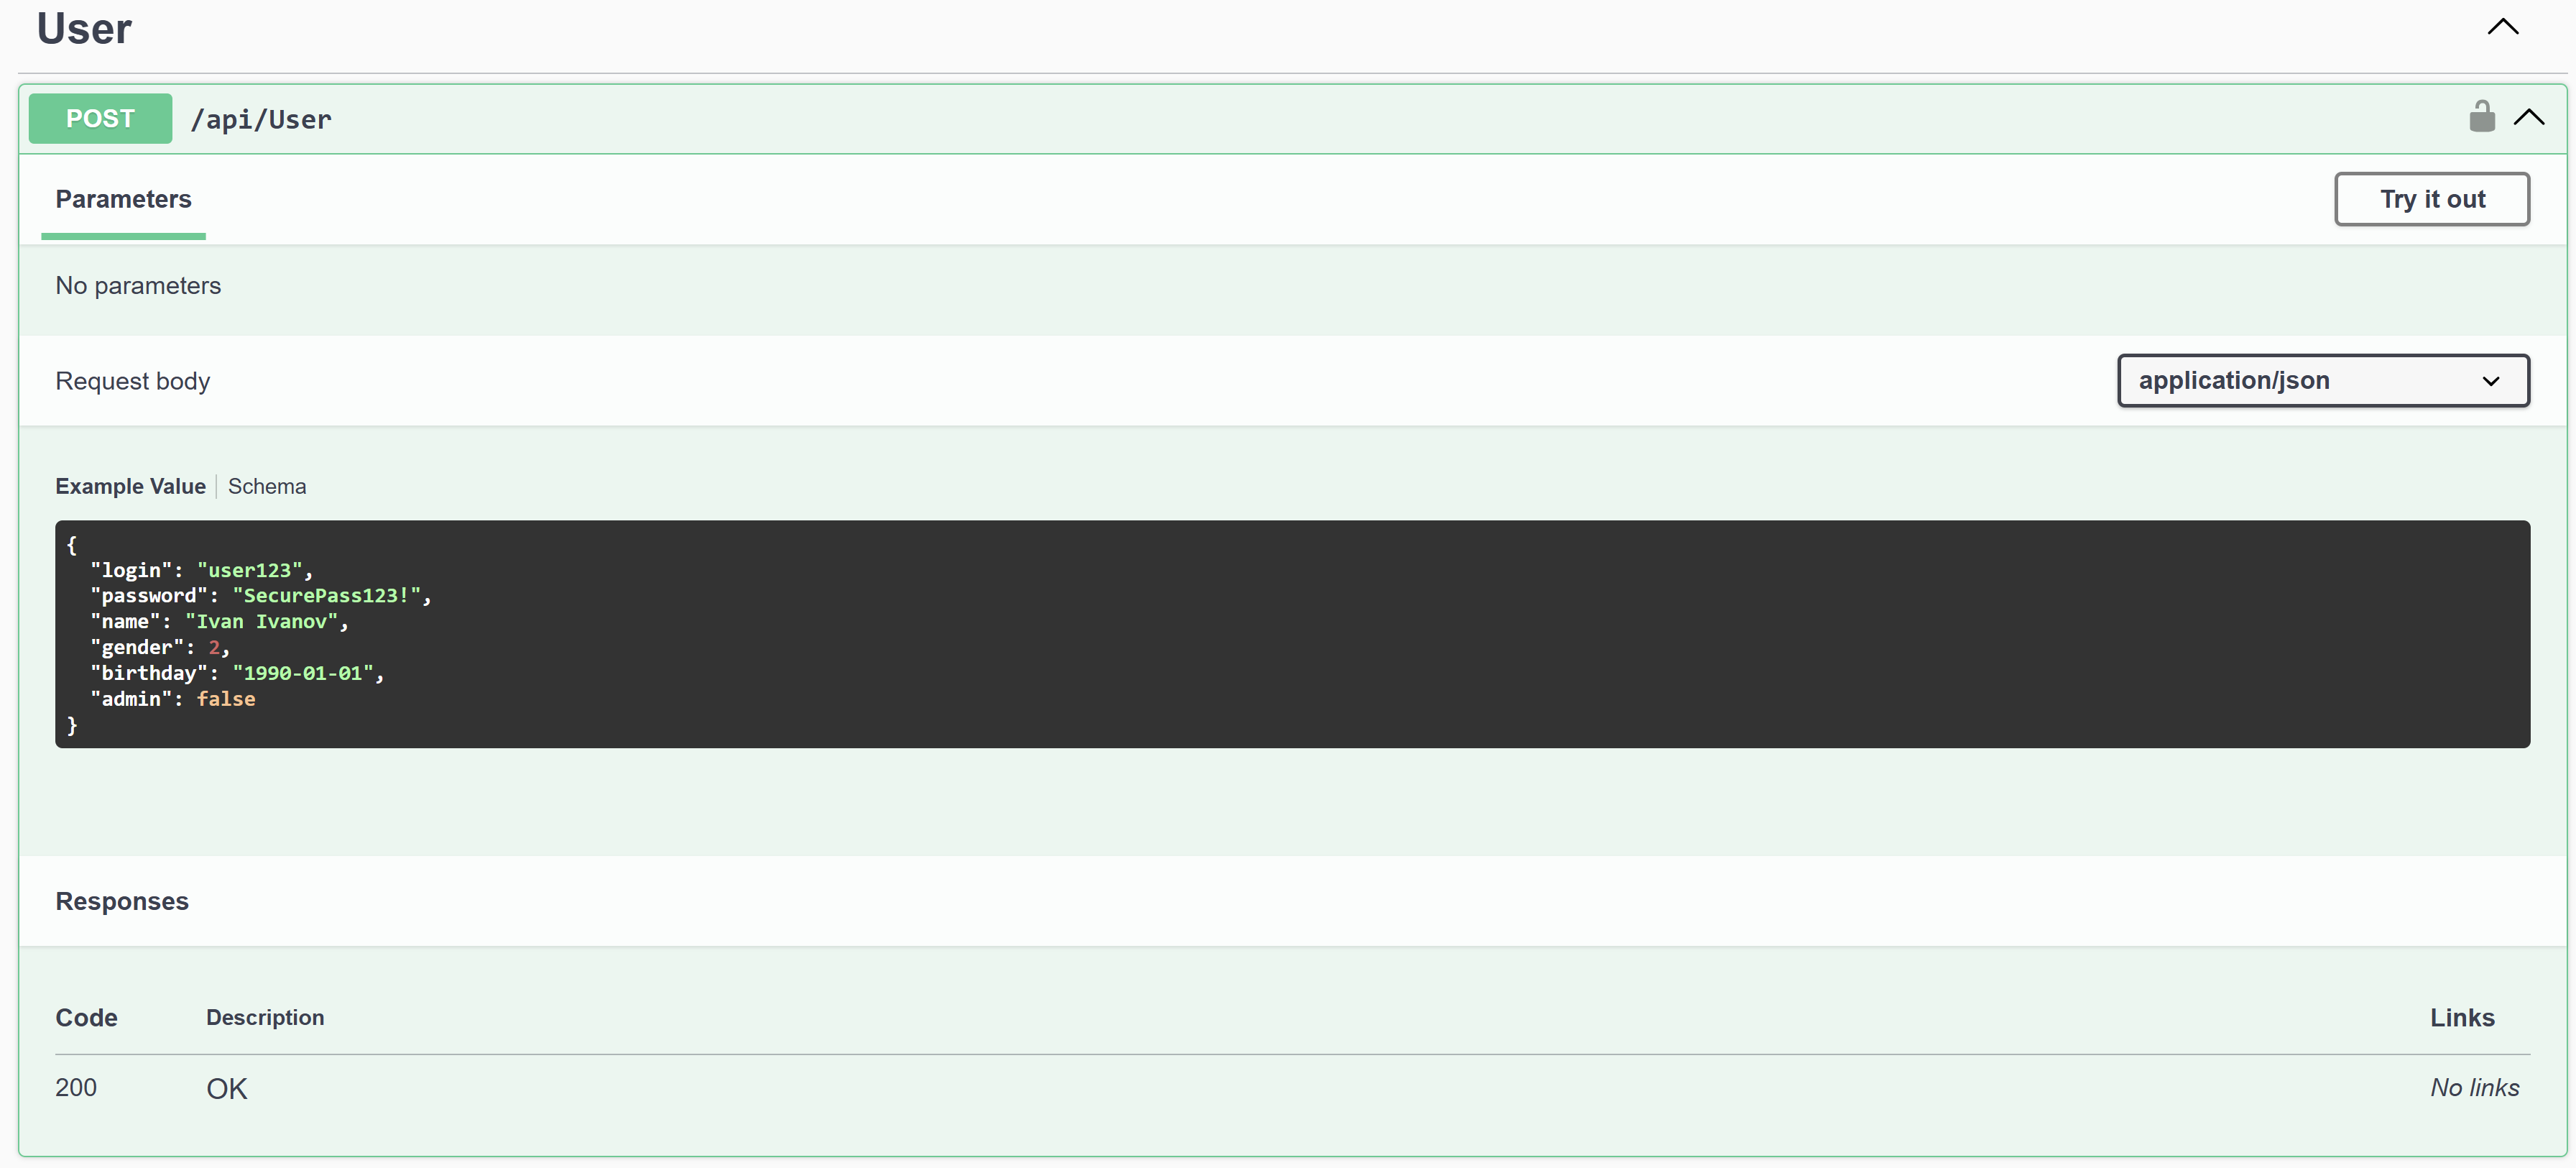 User
POST /api/User
Parameters
Try it out
No parameters
Request body
application/json
Example Value Schema
{
"login": "user123",
"password": "SecurePass123!",
"name": "Ivan Ivanov",
"gender": 2,
"birthday": "1990-01-01",
"admin": false
}
Responses
Code Description Links
200 OK No links